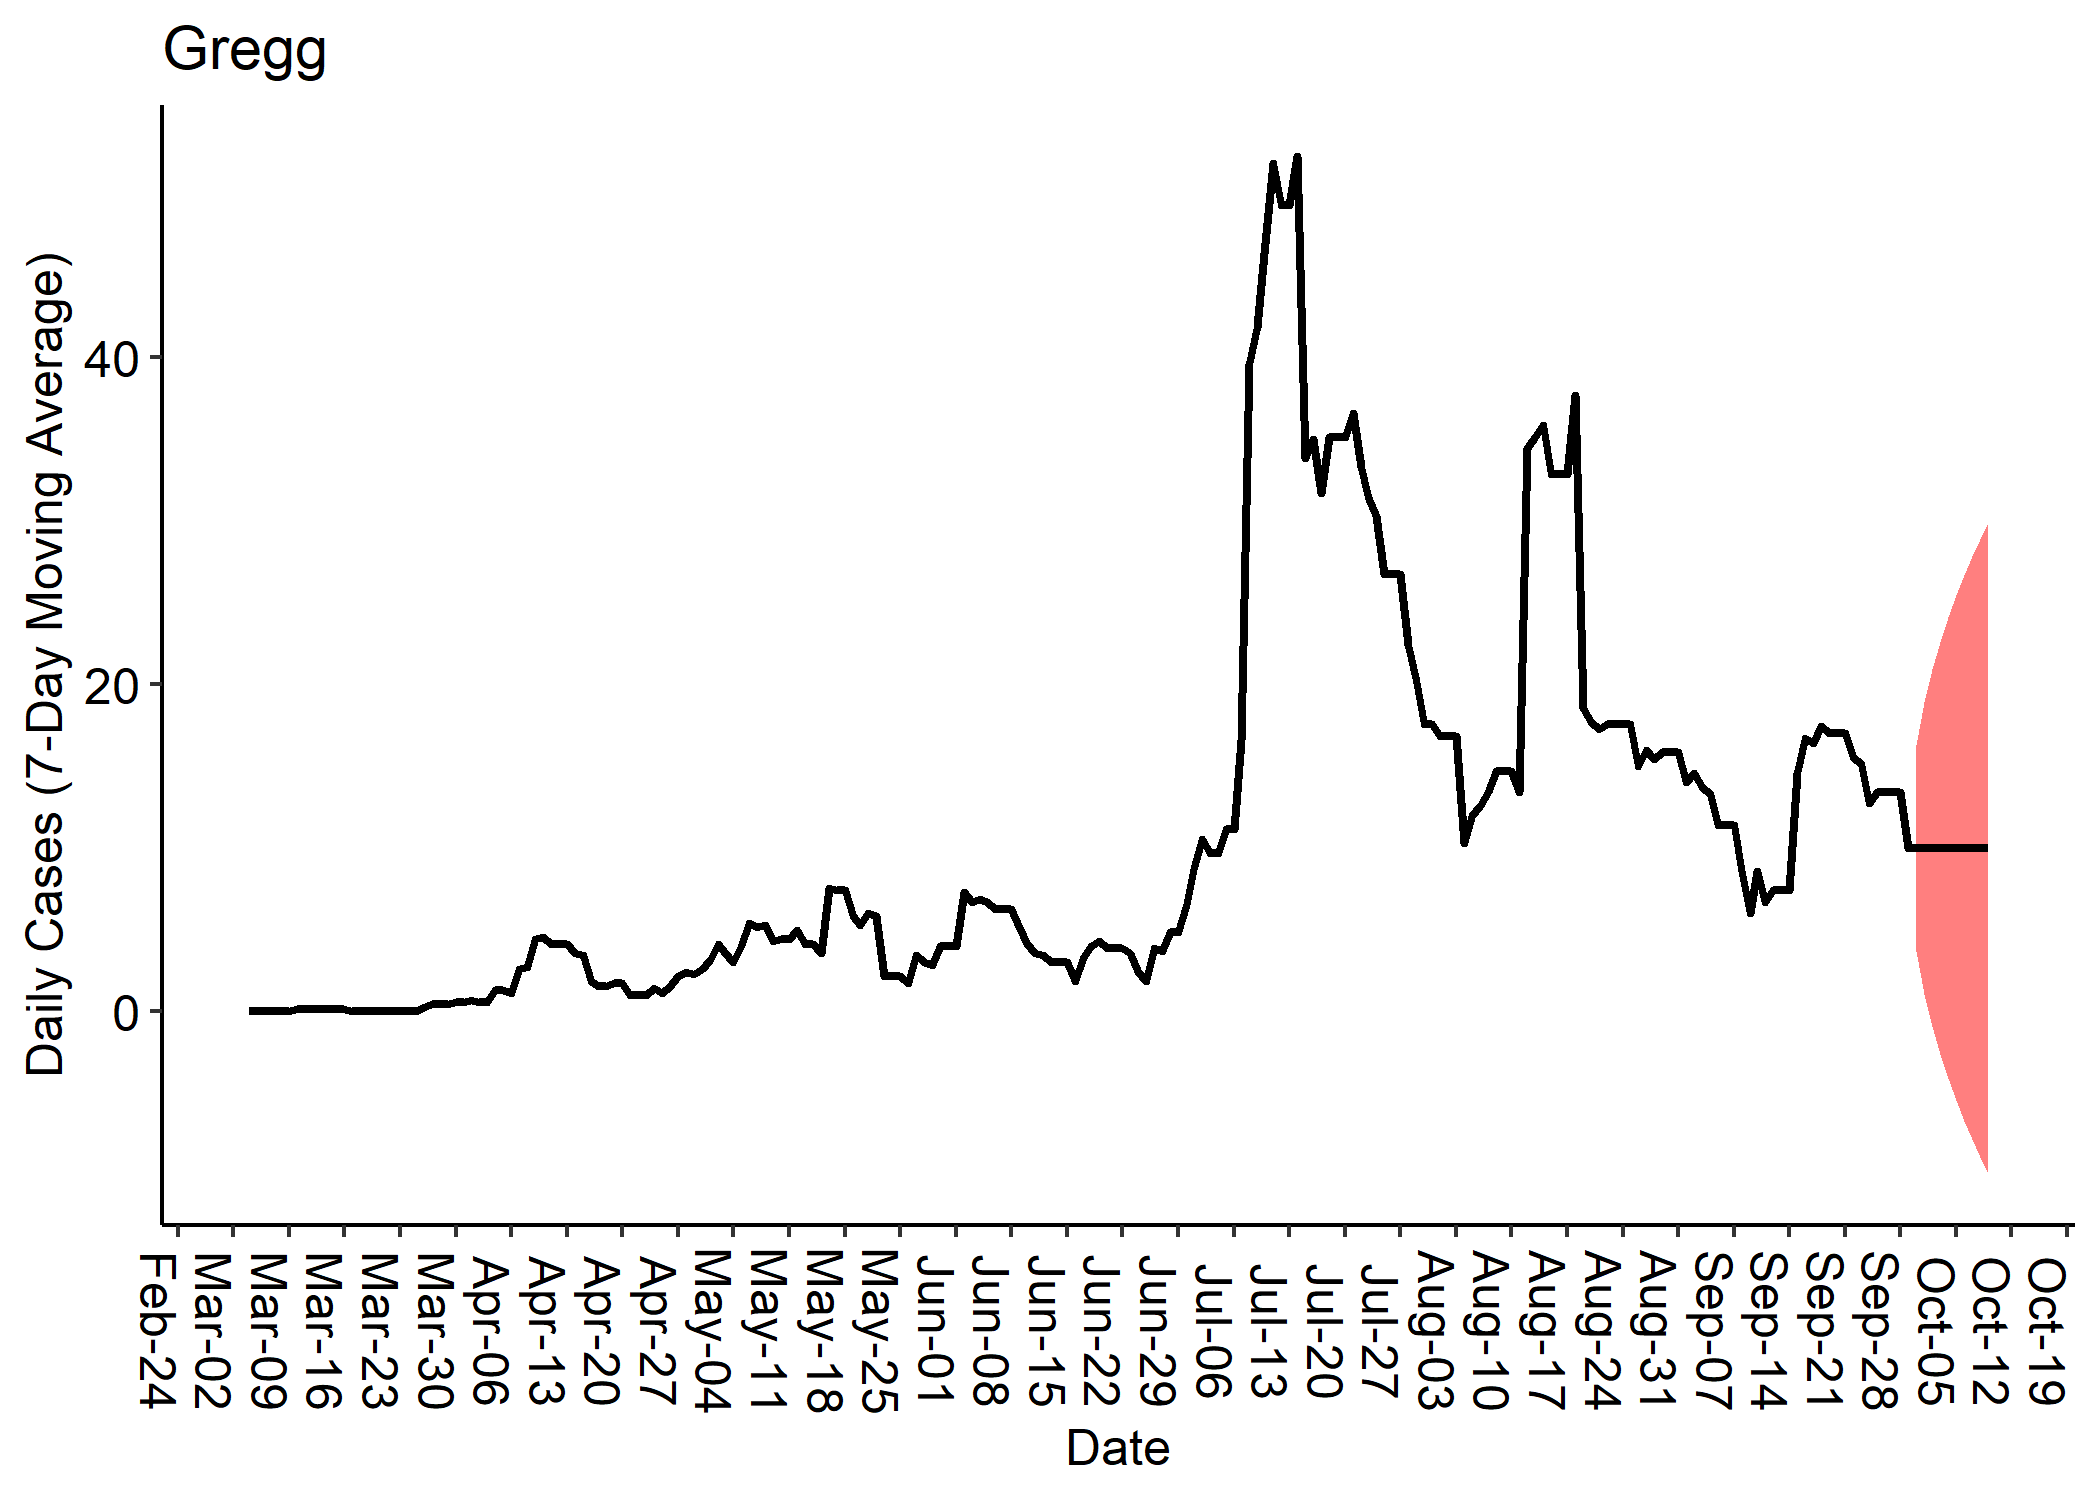 Gregg
Daily Cases (7-Day Moving Average)
40
20
0
Feb-24
Mar-02
Mar-09
Mar-16
Mar-23
Mar-30
Apr-06
Apr-13
Apr-20
Apr-27
May-04
May-11
May-18
May-25
Jun-01
Jun-08
Jun-15
Jun-22
Jun-29
Jul-06
Jul-13
Jul-20
Jul-27
Aug-03
Aug-10
Aug-17
Aug-24
Aug-31
Sep-07
Sep-14
Sep-21
Sep-28
Oct-05
Oct-12
Oct-19
Date